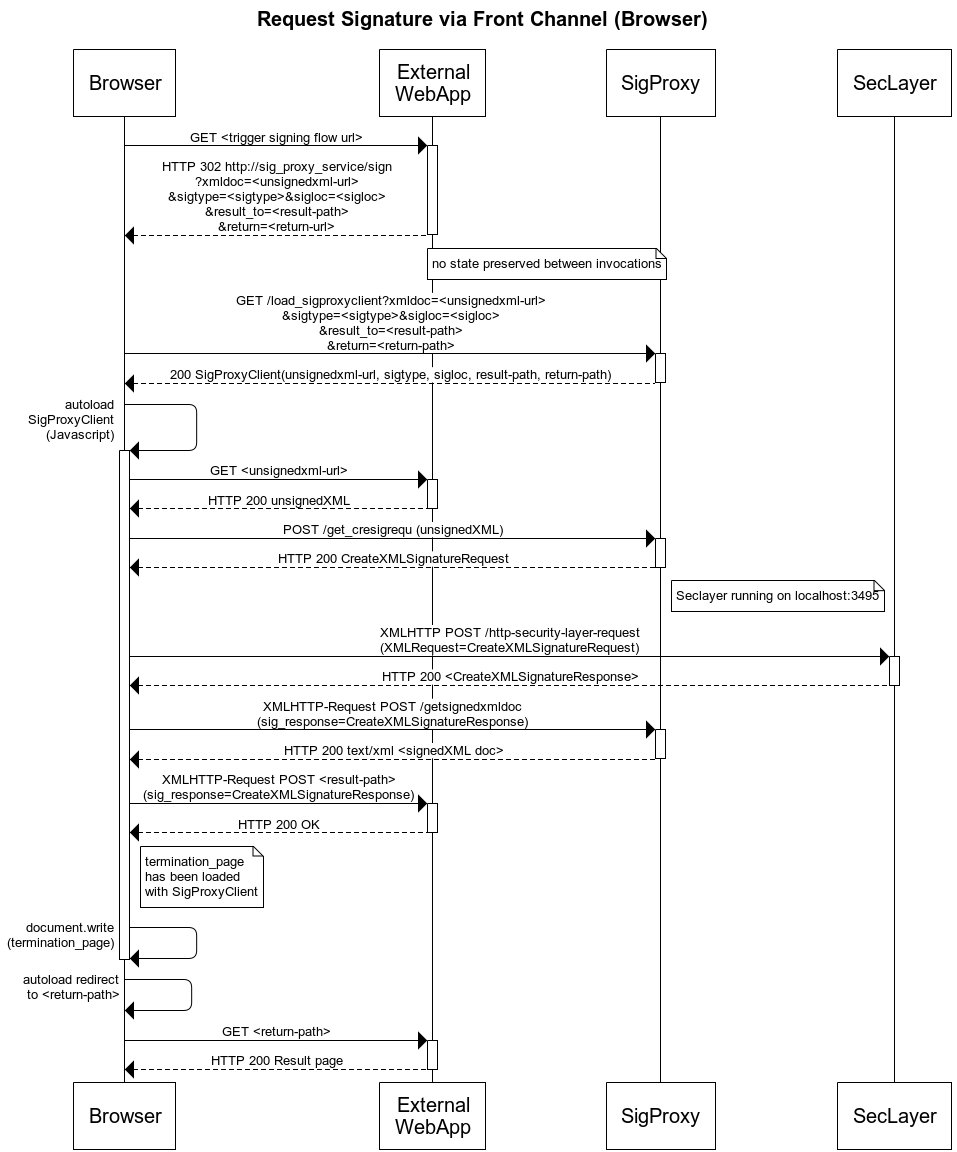 Request Signature via Front Channel (Browser)
Browser
External
WebApp
SigProxy
SecLayer
GET <trigger signing flow url>
HTTP 302 http://sig_proxy_service/sign
?xmldoc=<unsignedxml-url>
&sigtype=<sigtype>&sigloc=<sigloc>
&result_to=<result-path>
&return=<return-url>
no state preserved between invocations
GET /load_sigproxyclient?xmldoc=<unsignedxml-url>
&sigtype=<sigtype>&sigloc=<sigloc>
&result_to=<result-path>
&return=<return-path>
200 SigProxyClient(unsignedxml-url, sigtype, sigloc, result-path, return-path)
autoload
SigProxyClient
(Javascript)
GET <unsignedxml-url>
HTTP 200 unsignedXML
POST /get_cresigrequ (unsignedXML)
HTTP 200 CreateXMLSignatureRequest
Seclayer running on localhost:3495
XMLHTTP POST /http-security-layer-request
(XMLRequest=CreateXMLSignatureRequest)
HTTP 200 <CreateXMLSignatureResponse>
XMLHTTP-Request POST /getsignedxmldoc
(sig_response=CreateXMLSignatureResponse)
HTTP 200 text/xml <signedXML doc>
XMLHTTP-Request POST <result-path>
(sig_response=CreateXMLSignatureResponse)
HTTP 200 OK
termination_page
has been loaded
with SigProxyClient
document.write
(termination_page)
autoload redirect
to <return-path>
GET <return-path>
HTTP 200 Result page
Browser
External
WebApp
SigProxy
SecLayer